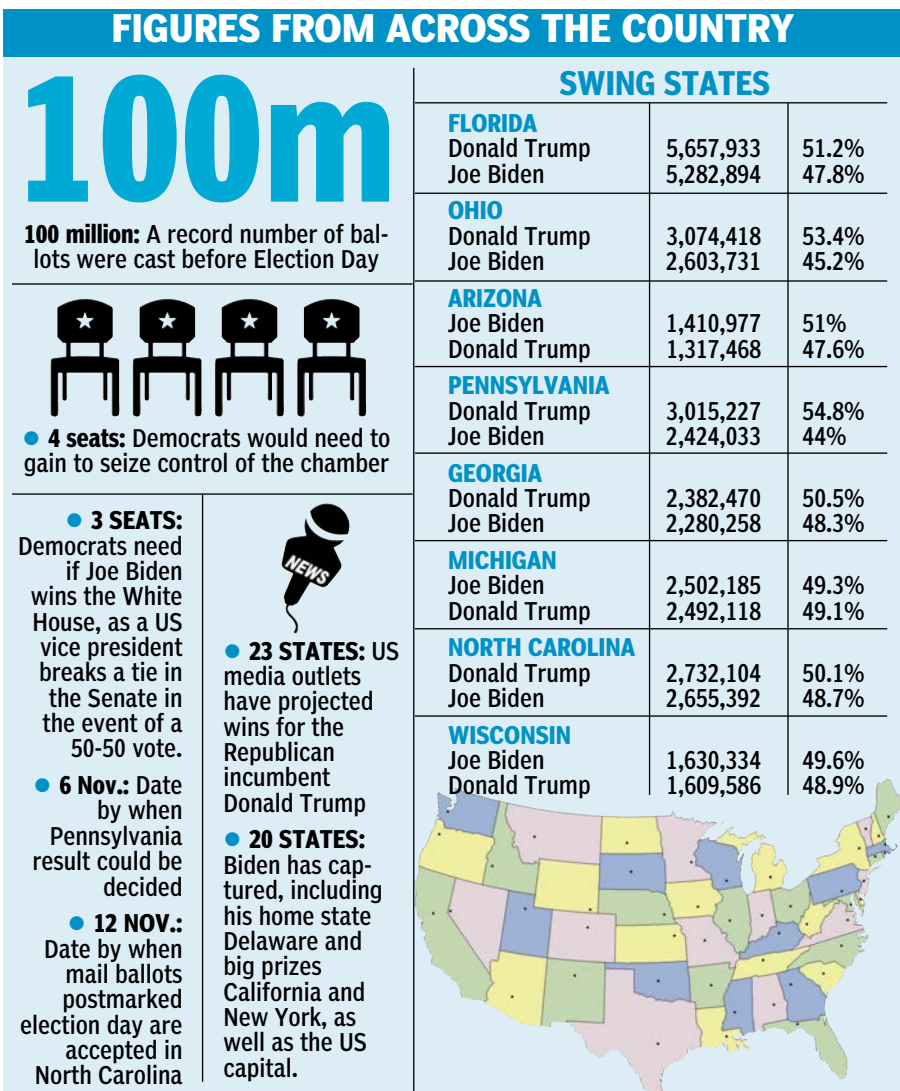 FIGURES FROM ACROSS THE COUNTRY
100m
100 million: A record number of bal-
lots were cast before Election Day
● 4 seats: Democrats would need to
gain to seize control of the chamber
● 3 SEATS:
Democrats need
if Joe Biden
wins the White
House, as a US
vice president
breaks a tie in
the Senate in
the event of a
50-50 vote.
● 6 Nov.: Date
by when
Pennsylvania
result could be
decided
● 12 NOV.:
Date by when
mail ballots
postmarked
election day are
accepted in
North Carolina
NEWS
● 23 STATES: US
media outlets
have projected
wins for the
Republican
incumbent
Donald Trump
● 20 STATES:
Biden has cap-
tured, including
his home state
Delaware and
big prizes
California and
New York, as
well as the US
capital.
SWING STATES
FLORIDA
Donald Trump 5,657,933 51.2%
Joe Biden 5,282,894 47.8%
OHIO
Donald Trump 3,074,418 53.4%
Joe Biden 2,603,731 45.2%
ARIZONA
Joe Biden 1,410,977 51%
Donald Trump 1,317,468 47.6%
PENNSYLVANIA
Donald Trump 3,015,227 54.8%
Joe Biden 2,424,033 44%
GEORGIA
Donald Trump 2,382,470 50.5%
Joe Biden 2,280,258 48.3%
MICHIGAN
Joe Biden 2,502,185 49.3%
Donald Trump 2,492,118 49.1%
NORTH CAROLINA
Donald Trump 2,732,104 50.1%
Joe Biden 2,655,392 48.7%
WISCONSIN
Joe Biden 1,630,334 49.6%
Donald Trump 1,609,586 48.9%